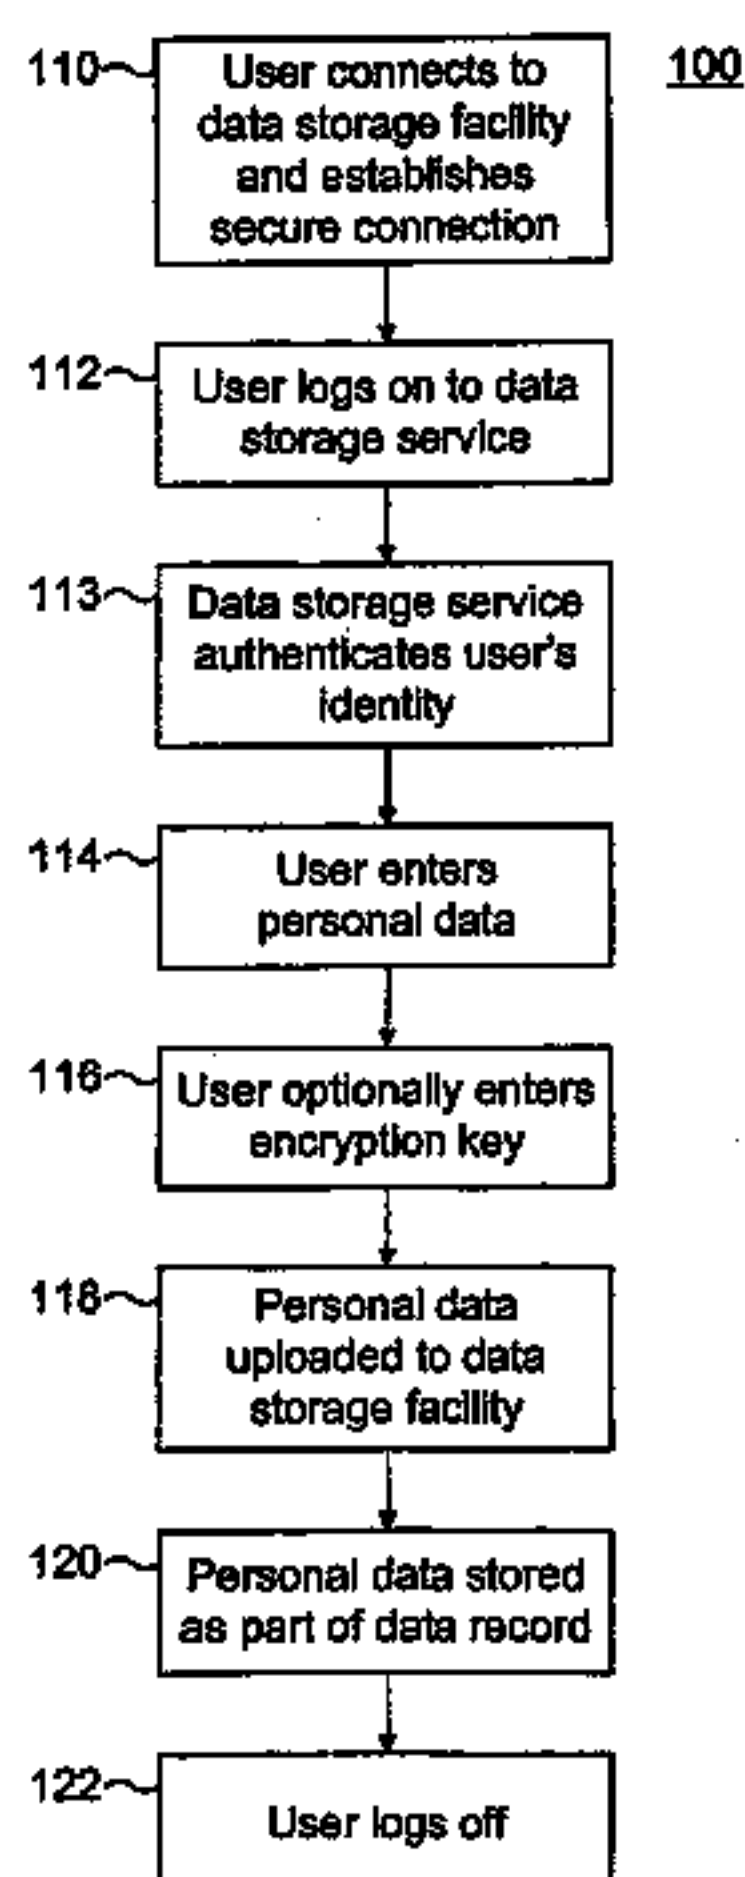 110
100
User connects to
data storage facility
and establishes
secure connection
112
User logs on to data
storage service
113
Data storage service
authenticates user's
identity
114
User enters
personal data
116
User optionally enters
encryption key
118
Personal data
uploaded to data
storage facility
120
Personal data stored
as part of data record
122
User logs off